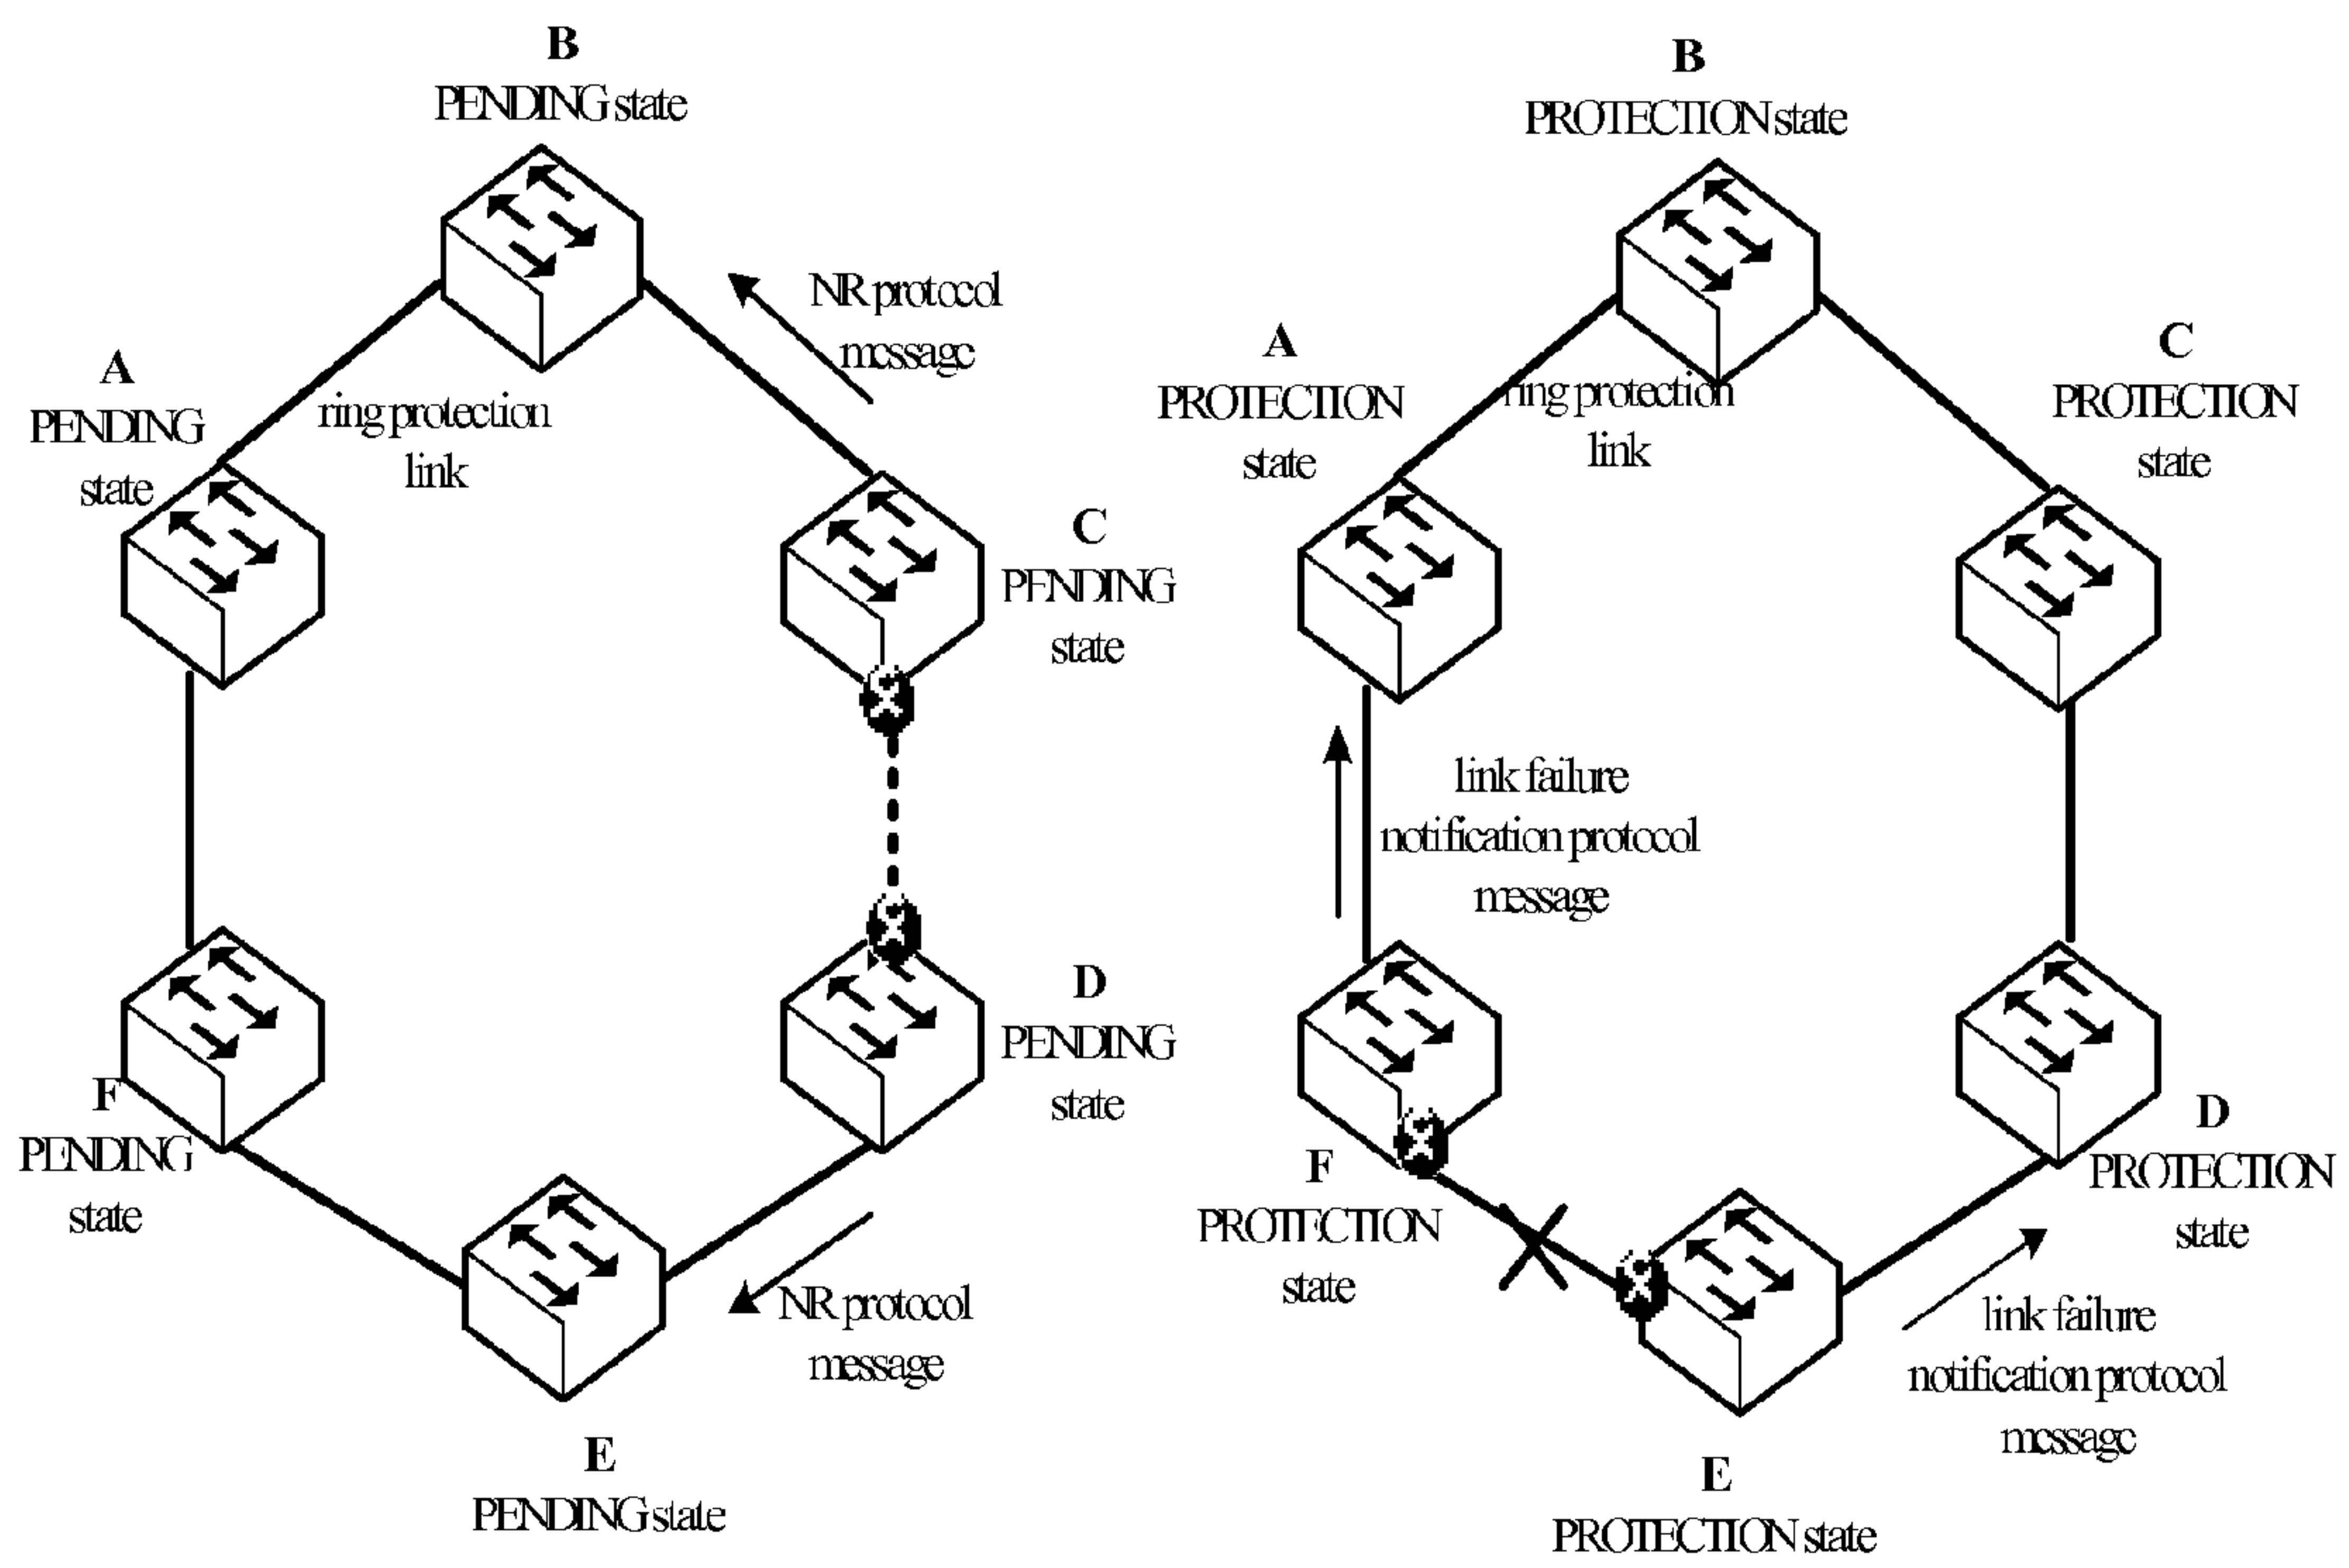 B
PENDING state
NR protocol
message
A
PENDING
state
ring protection
link
C
PENDING
state
D
PENDING
state
F
PENDING
state
NR protocol
message
E
PENDING state
B
PROTECTION state
A
PROTECTION
state
ring protection
link
C
PROTECTION
state
link failure
notification protocol
message
D
PROTECTION
state
F
PROTECTION
state
link failure
notification protocol
message
E
PROTECTION state